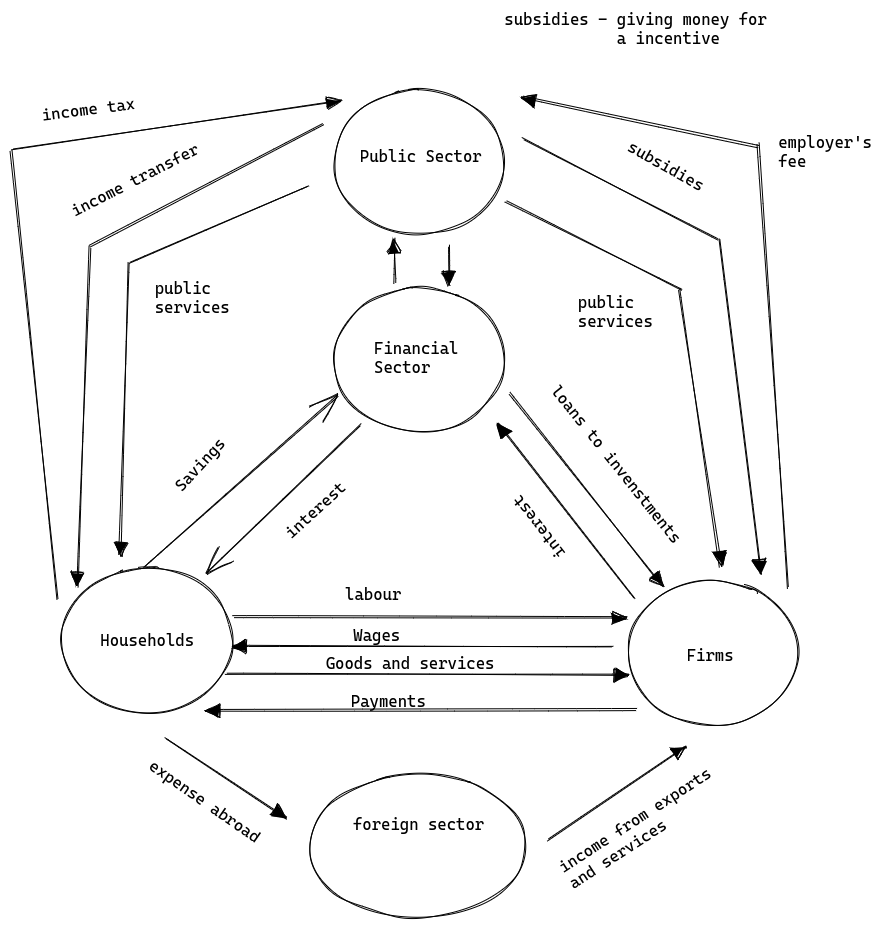 subsidies – giving money for
a incentive
income tax
Public Sector
employer's
fee
income transfer
subsidies
public
services
public
services
Financial
Sector
Savings
interest
loans to invenstments
interest
labour
Households
Wages
Firms
Goods and services
Payments
expense abroad
foreign sector
income from exports
and services